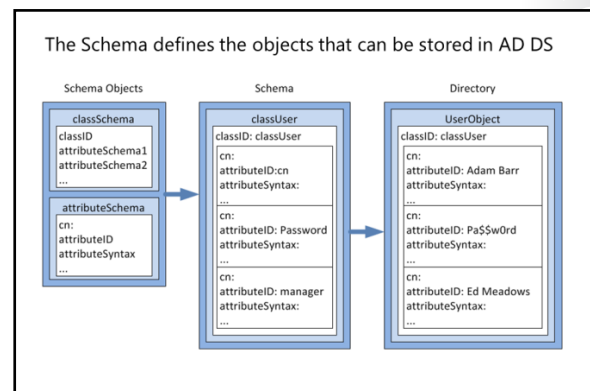 The Schema defines the objects that can be stored in AD DS
Schema Objects
classSchema
classID
attributeSchema1
attributeSchema2
...
attributeSchema
cn:
attributeID
attributeSyntax
...
Schema
classUser
classID: classUser
cn:
attributeID:cn
attributeSyntax:
...
cn:
attributeID: Password
attributeSyntax:
...
cn:
attributeID: manager
attributeSyntax:
...
Directory
UserObject
classID: classUser
cn:
attributeID: Adam Barr
attributeSyntax:
...
cn:
attributeID: Pa$$w0rd
attributeSyntax:
...
cn:
attributeID: Ed Meadows
attributeSyntax:
...